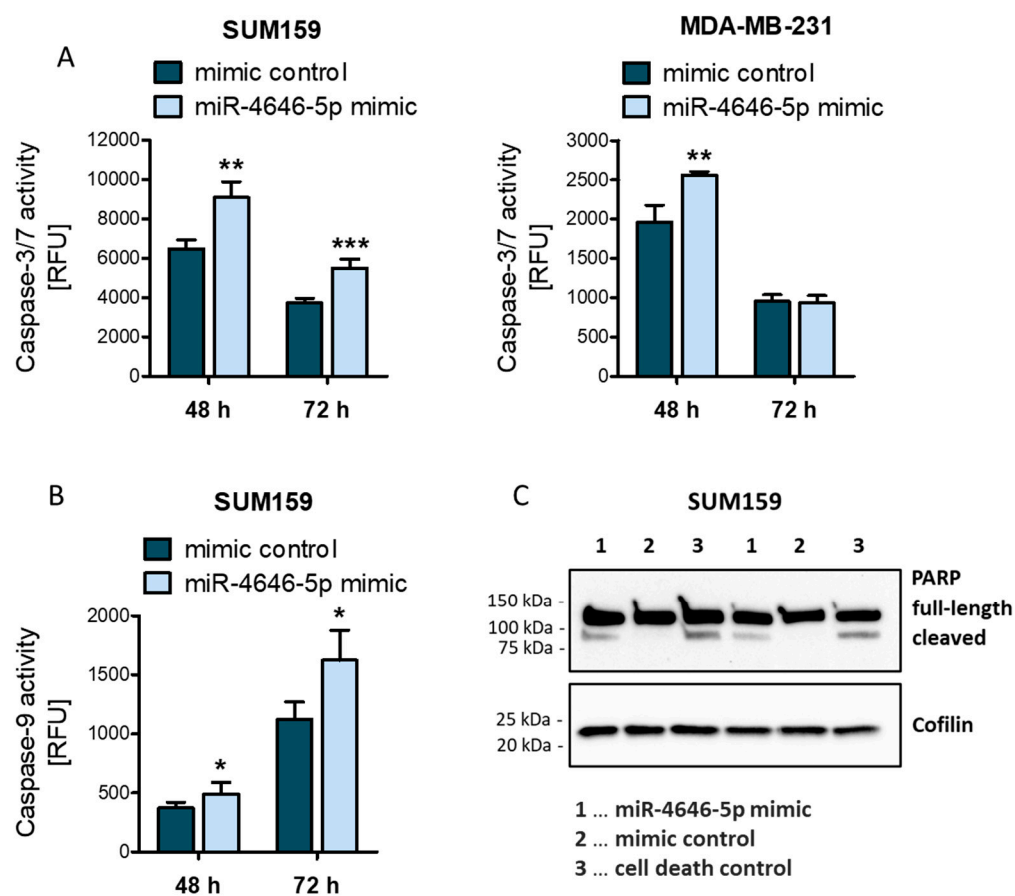 A
SUM159
mimic control
miR-4646-5p mimic
Caspase-3/7 activity
[RFU]
12000
10000
8000
6000
4000
2000
0
**
***
48 h
72 h
MDA-MB-231
mimic control
miR-4646-5p mimic
Caspase-3/7 activity
[RFU]
3000
2500
2000
1500
1000
500
0
**
48 h
72 h
B
SUM159
mimic control
miR-4646-5p mimic
Caspase-9 activity
[RFU]
2000
1500
1000
500
0
*
*
48 h
72 h
C
SUM159
1 2 3 1 2 3
150 kDa -
100 kDa -
75 kDa -
PARP
full-length
cleaved
25 kDa -
20 kDa -
Cofilin
1 ... miR-4646-5p mimic
2 ... mimic control
3 ... cell death control